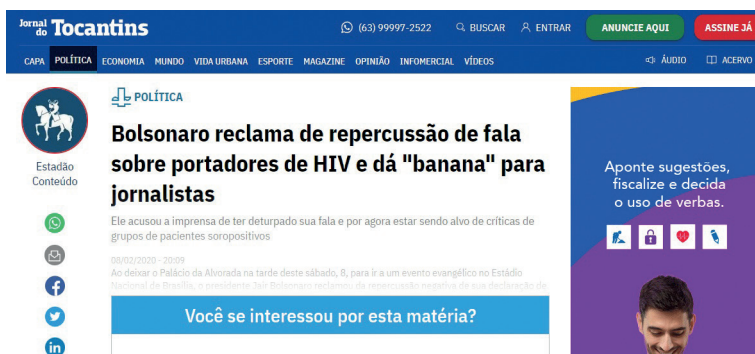 Jornal do Tocantins
(63) 99997-2522 BUSCAR ENTRAR ANUNCIE AQUI ASSINE JÁ
CAPA POLÍTICA ECONOMIA MUNDO VIDA URBANA ESPORTE MAGAZINE OPINIÃO INFOMERCIAL VÍDEOS ÁUDIO ACERVO
Estadão
Conteúdo
POLÍTICA
Bolsonaro reclama de repercussão de fala
sobre portadores de HIV e dá "banana" para
jornalistas
Ele acusou a imprensa de ter deturpado sua fala e por agora estar sendo alvo de críticas de
grupos de pacientes soropositivos
08/02/2020 - 20:09
Ao deixar o Palácio da Alvorada na tarde deste sábado, 8, para ir a um evento evangélico no Estádio
Nacional de Brasília, o presidente Jair Bolsonaro reclamou da repercussão negativa de sua declaração de
Você se interessou por esta matéria?
Aponte sugestões,
fiscalize e decida
o uso de verbas.